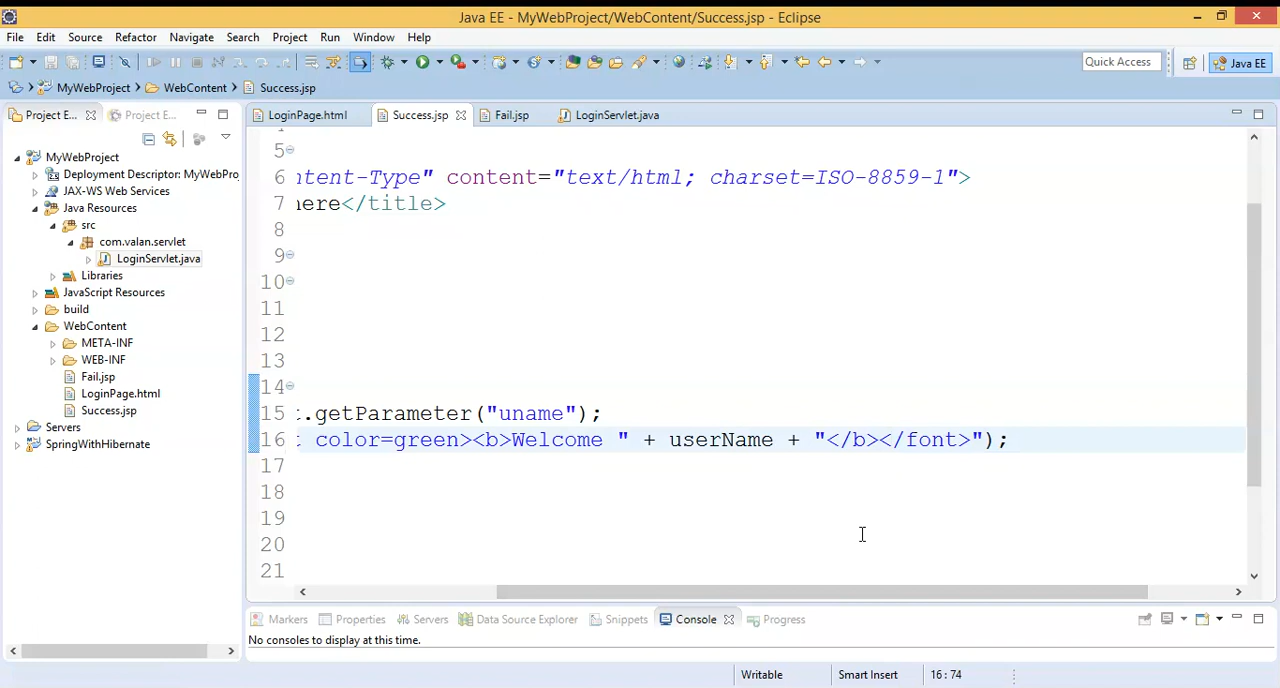 Java EE - MyWebProject/WebContent/Success.jsp - Eclipse
File Edit Source Refactor Navigate Search Project Run Window Help
Quick Access
Java EE
MyWebProject WebContent Success.jsp
Project E... Project E...
LoginPage.html Success.jsp Fail.jsp LoginServlet.java
MyWebProject
Deployment Descriptor: MyWebPro
JAX-WS Web Services
Java Resources
src
com.valan.servlet
LoginServlet.java
Libraries
JavaScript Resources
build
WebContent
META-INF
WEB-INF
Fail.jsp
LoginPage.html
Success.jsp
Servers
SpringWithHibernate
5
6 ntent-Type" content="text/html; charset=ISO-8859-1">
7 here</title>
8
9
10
11
12
13
14
15 .getParameter("uname");
16 color=green><b>Welcome " + userName + "</b></font>");
17
18
19
20
21
Markers Properties Servers Data Source Explorer Snippets Console Progress
No consoles to display at this time.
Writable Smart Insert 16 : 74